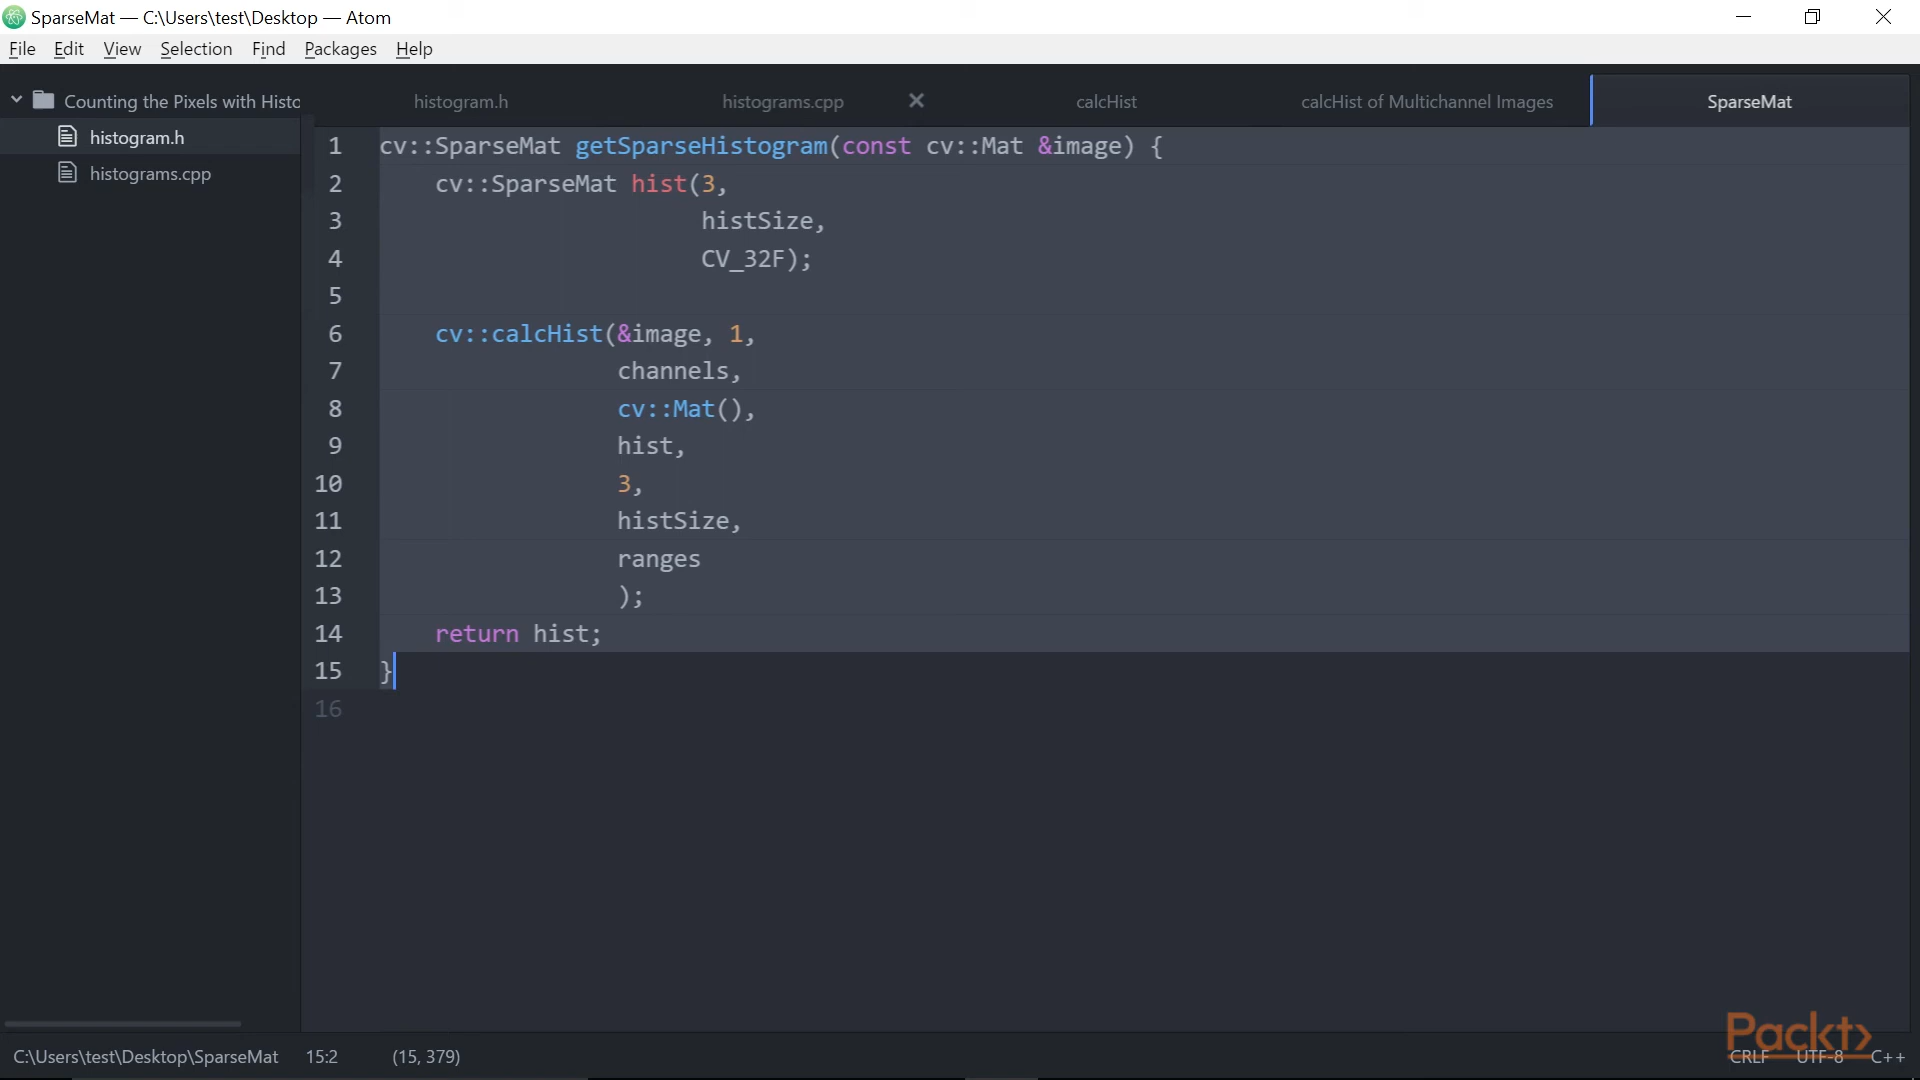 SparseMat — C:\Users\test\Desktop — Atom
File Edit View Selection Find Packages Help
Counting the Pixels with Histo
histogram.h
histograms.cpp
histogram.h histograms.cpp calcHist calcHist of Multichannel Images SparseMat
1 cv::SparseMat getSparseHistogram(const cv::Mat &image) {
2 cv::SparseMat hist(3,
3 histSize,
4 CV_32F);
5
6 cv::calcHist(&image, 1,
7 channels,
8 cv::Mat(),
9 hist,
10 3,
11 histSize,
12 ranges
13 );
14 return hist;
15 }
16
C:\Users\test\Desktop\SparseMat 15:2 (15, 379)
CRLF UTF-8 C++
Packt>